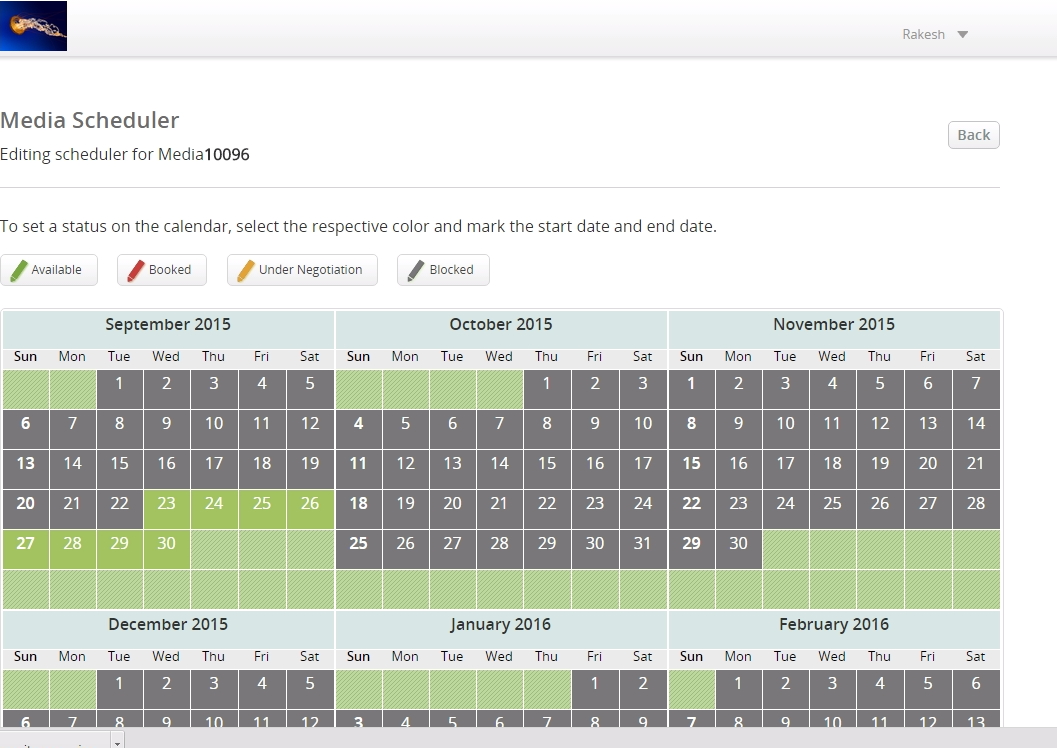 Rakesh
Media Scheduler
Back
Editing scheduler for Media10096
To set a status on the calendar, select the respective color and mark the start date and end date.
Available Booked Under Negotiation Blocked
September 2015 October 2015 November 2015
Sun Mon Tue Wed Thu Fri Sat Sun Mon Tue Wed Thu Fri Sat Sun Mon Tue Wed Thu Fri Sat
1 2 3 4 5 1 2 3 1 2 3 4 5 6 7
6 7 8 9 10 11 12 4 5 6 7 8 9 10 8 9 10 11 12 13 14
13 14 15 16 17 18 19 11 12 13 14 15 16 17 15 16 17 18 19 20 21
20 21 22 23 24 25 26 18 19 20 21 22 23 24 22 23 24 25 26 27 28
27 28 29 30 25 26 27 28 29 30 31 29 30
December 2015 January 2016 February 2016
Sun Mon Tue Wed Thu Fri Sat Sun Mon Tue Wed Thu Fri Sat Sun Mon Tue Wed Thu Fri Sat
1 2 3 4 5 1 2 1 2 3 4 5 6
6 7 8 9 10 11 12 3 4 5 6 7 8 9 7 8 9 10 11 12 13